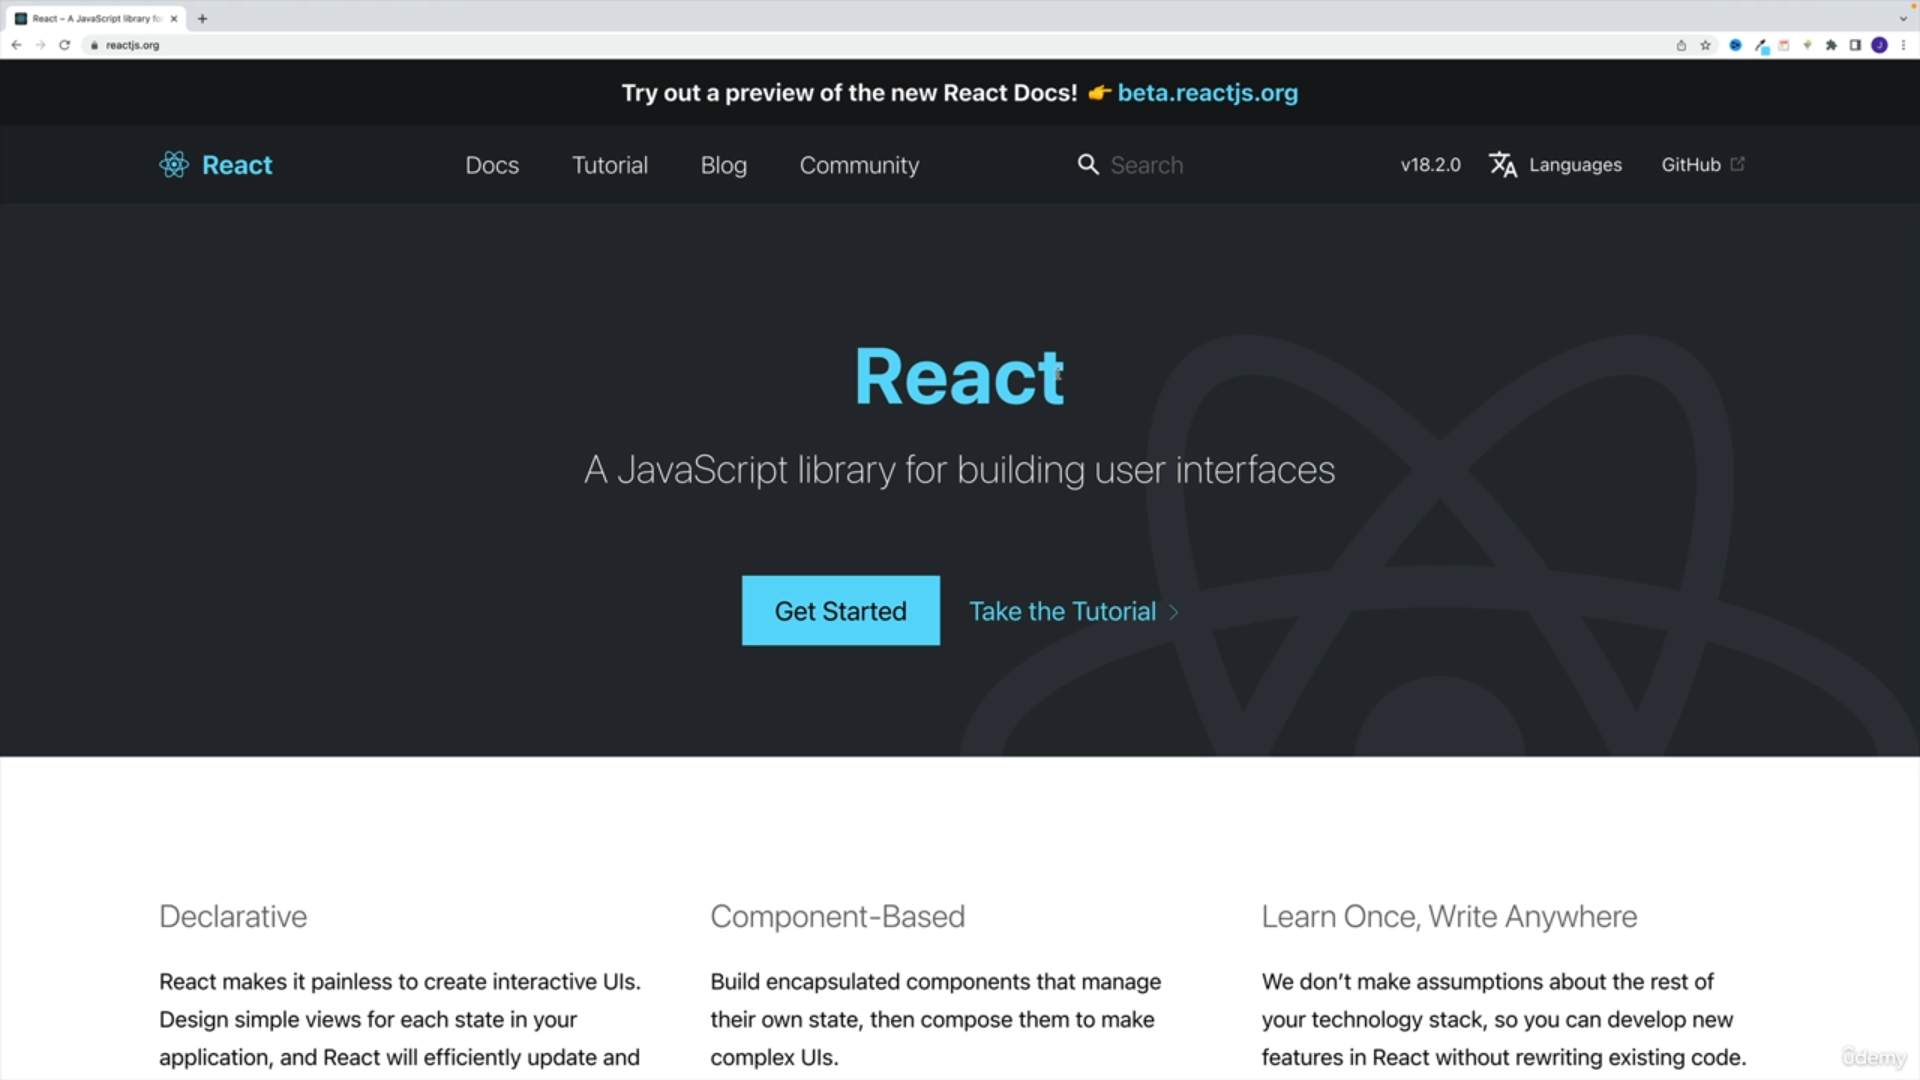 React – A JavaScript library fo
reactjs.org
J
Try out a preview of the new React Docs! 👉 beta.reactjs.org
React Docs Tutorial Blog Community Search v18.2.0 Languages GitHub
React
A JavaScript library for building user interfaces
Get Started Take the Tutorial
Declarative
React makes it painless to create interactive UIs.
Design simple views for each state in your
application, and React will efficiently update and
Component-Based
Build encapsulated components that manage
their own state, then compose them to make
complex UIs.
Learn Once, Write Anywhere
We don’t make assumptions about the rest of
your technology stack, so you can develop new
features in React without rewriting existing code.
ûdemy